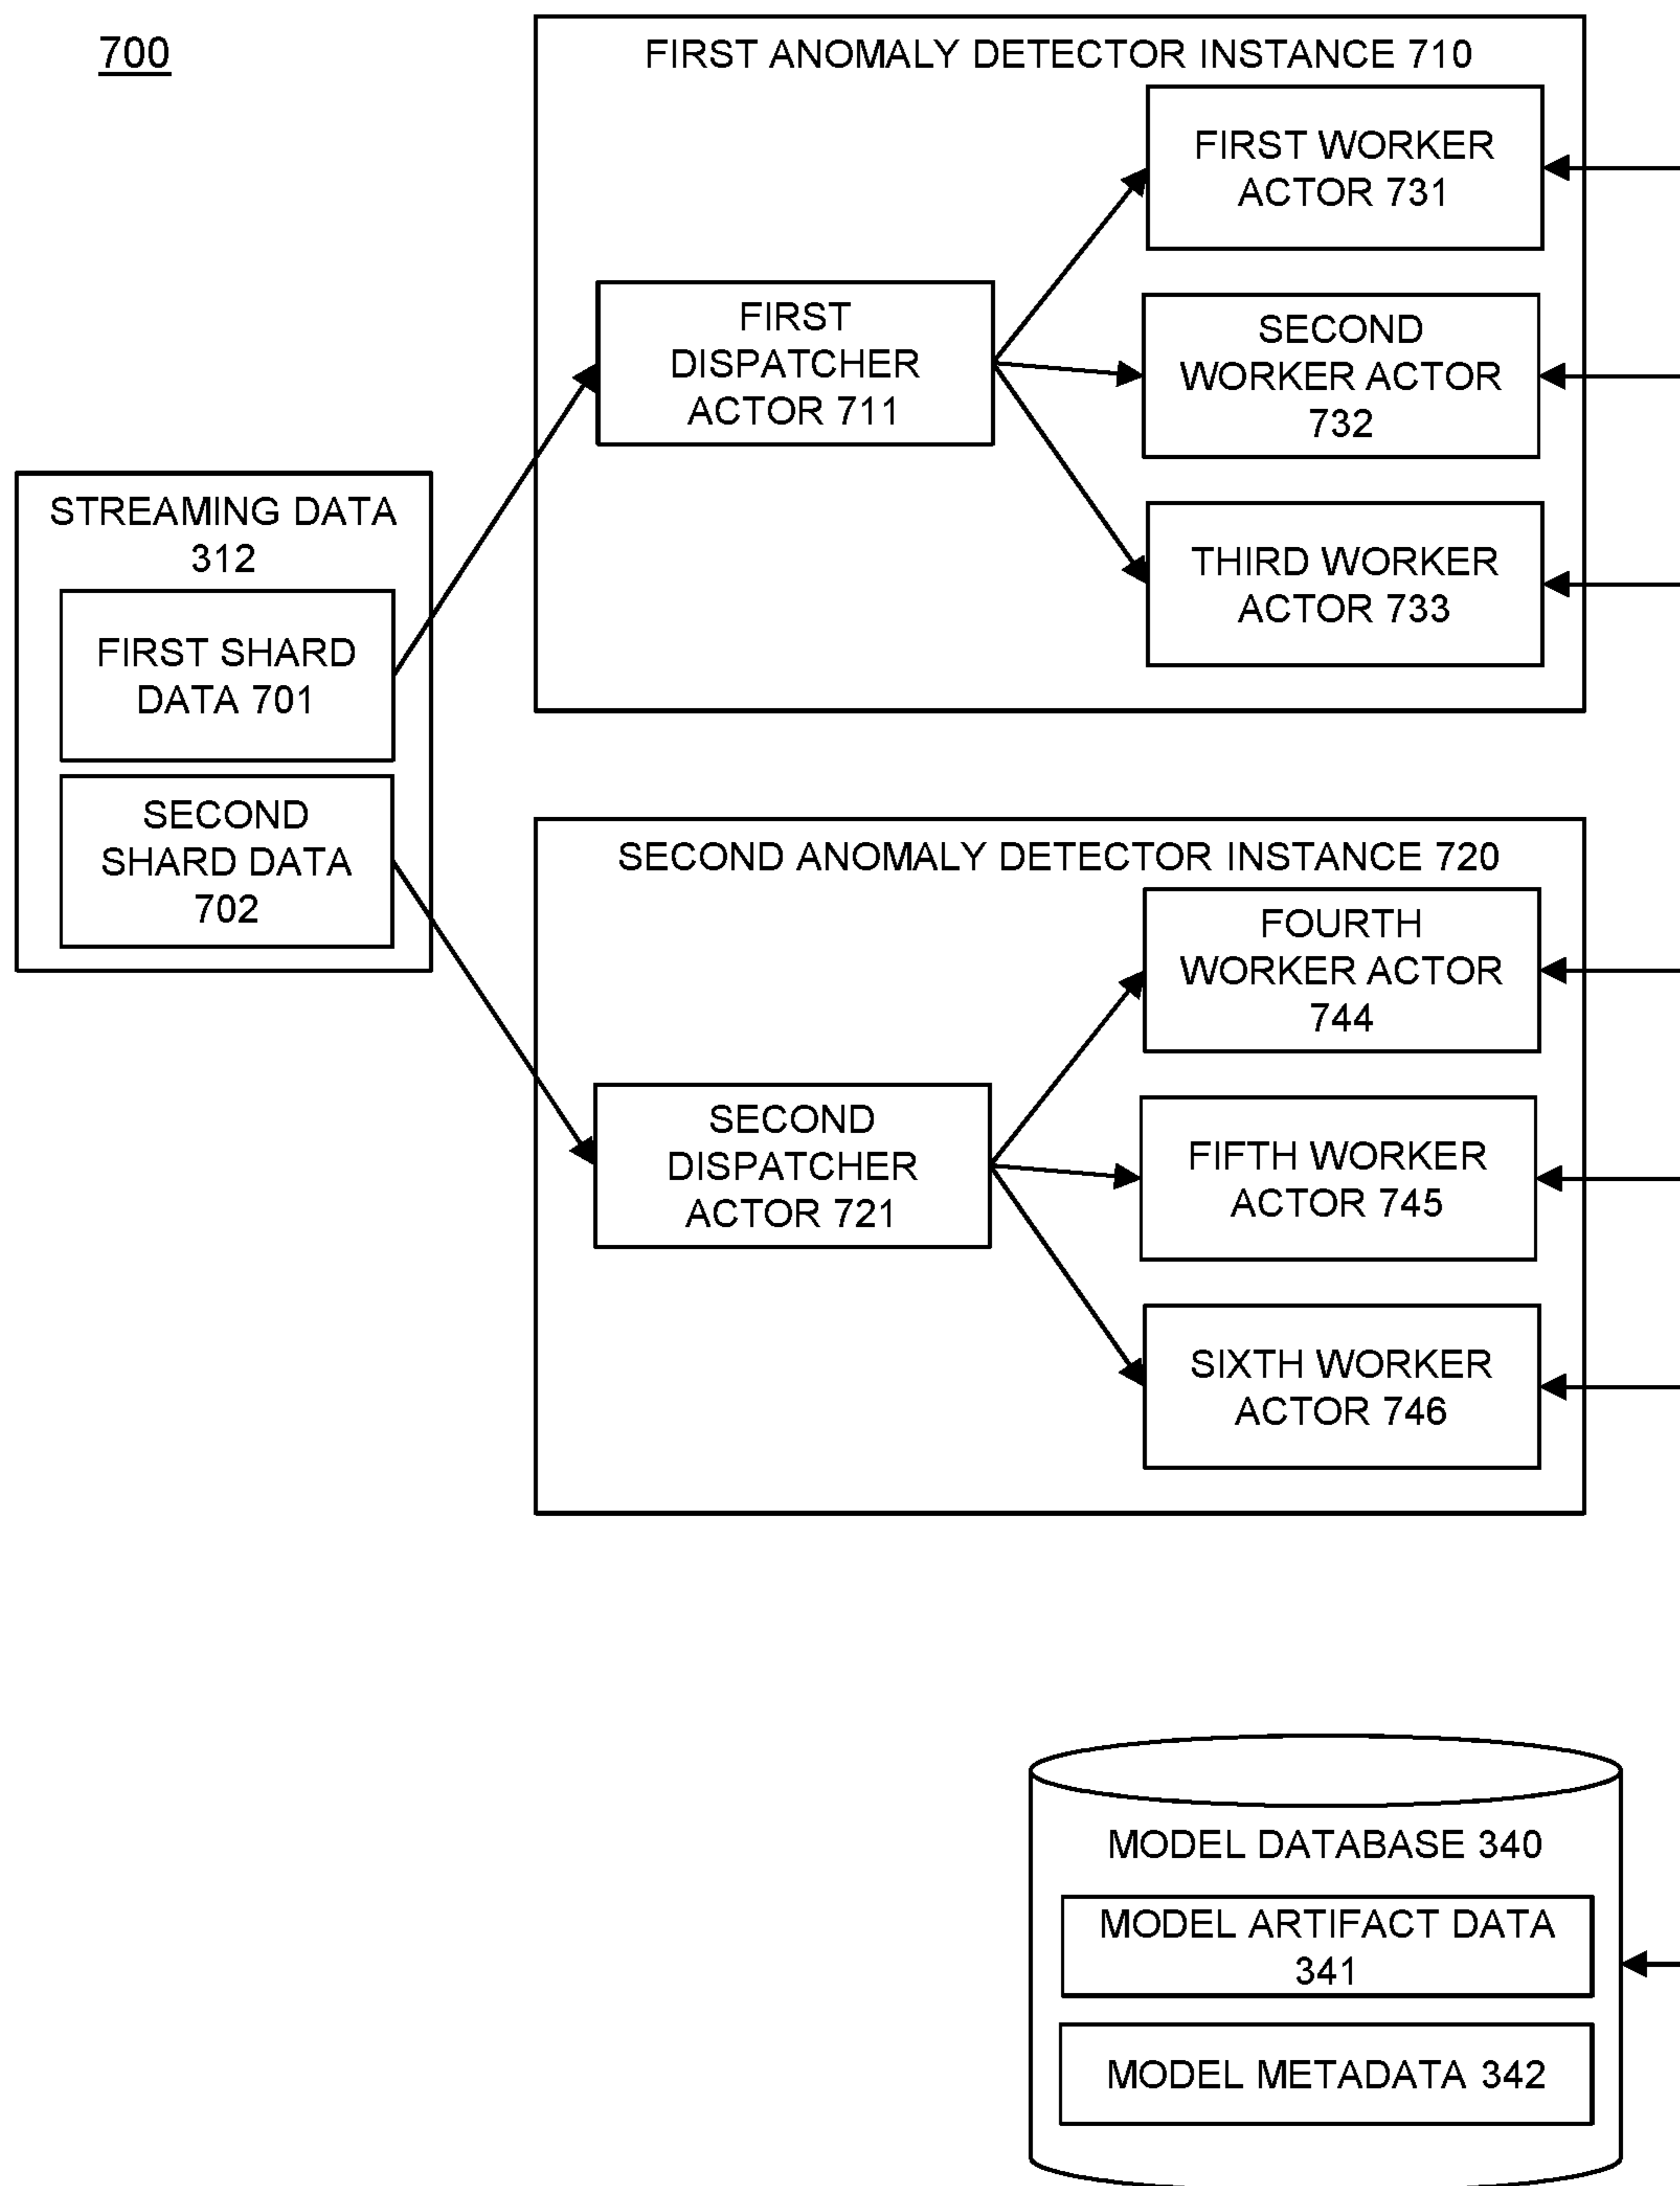 700
FIRST ANOMALY DETECTOR INSTANCE 710
FIRST WORKER
ACTOR 731
FIRST
DISPATCHER
ACTOR 711
SECOND
WORKER ACTOR
732
THIRD WORKER
ACTOR 733
STREAMING DATA
312
FIRST SHARD
DATA 701
SECOND
SHARD DATA
702
SECOND ANOMALY DETECTOR INSTANCE 720
FOURTH
WORKER ACTOR
744
SECOND
DISPATCHER
ACTOR 721
FIFTH WORKER
ACTOR 745
SIXTH WORKER
ACTOR 746
MODEL DATABASE 340
MODEL ARTIFACT DATA
341
MODEL METADATA 342